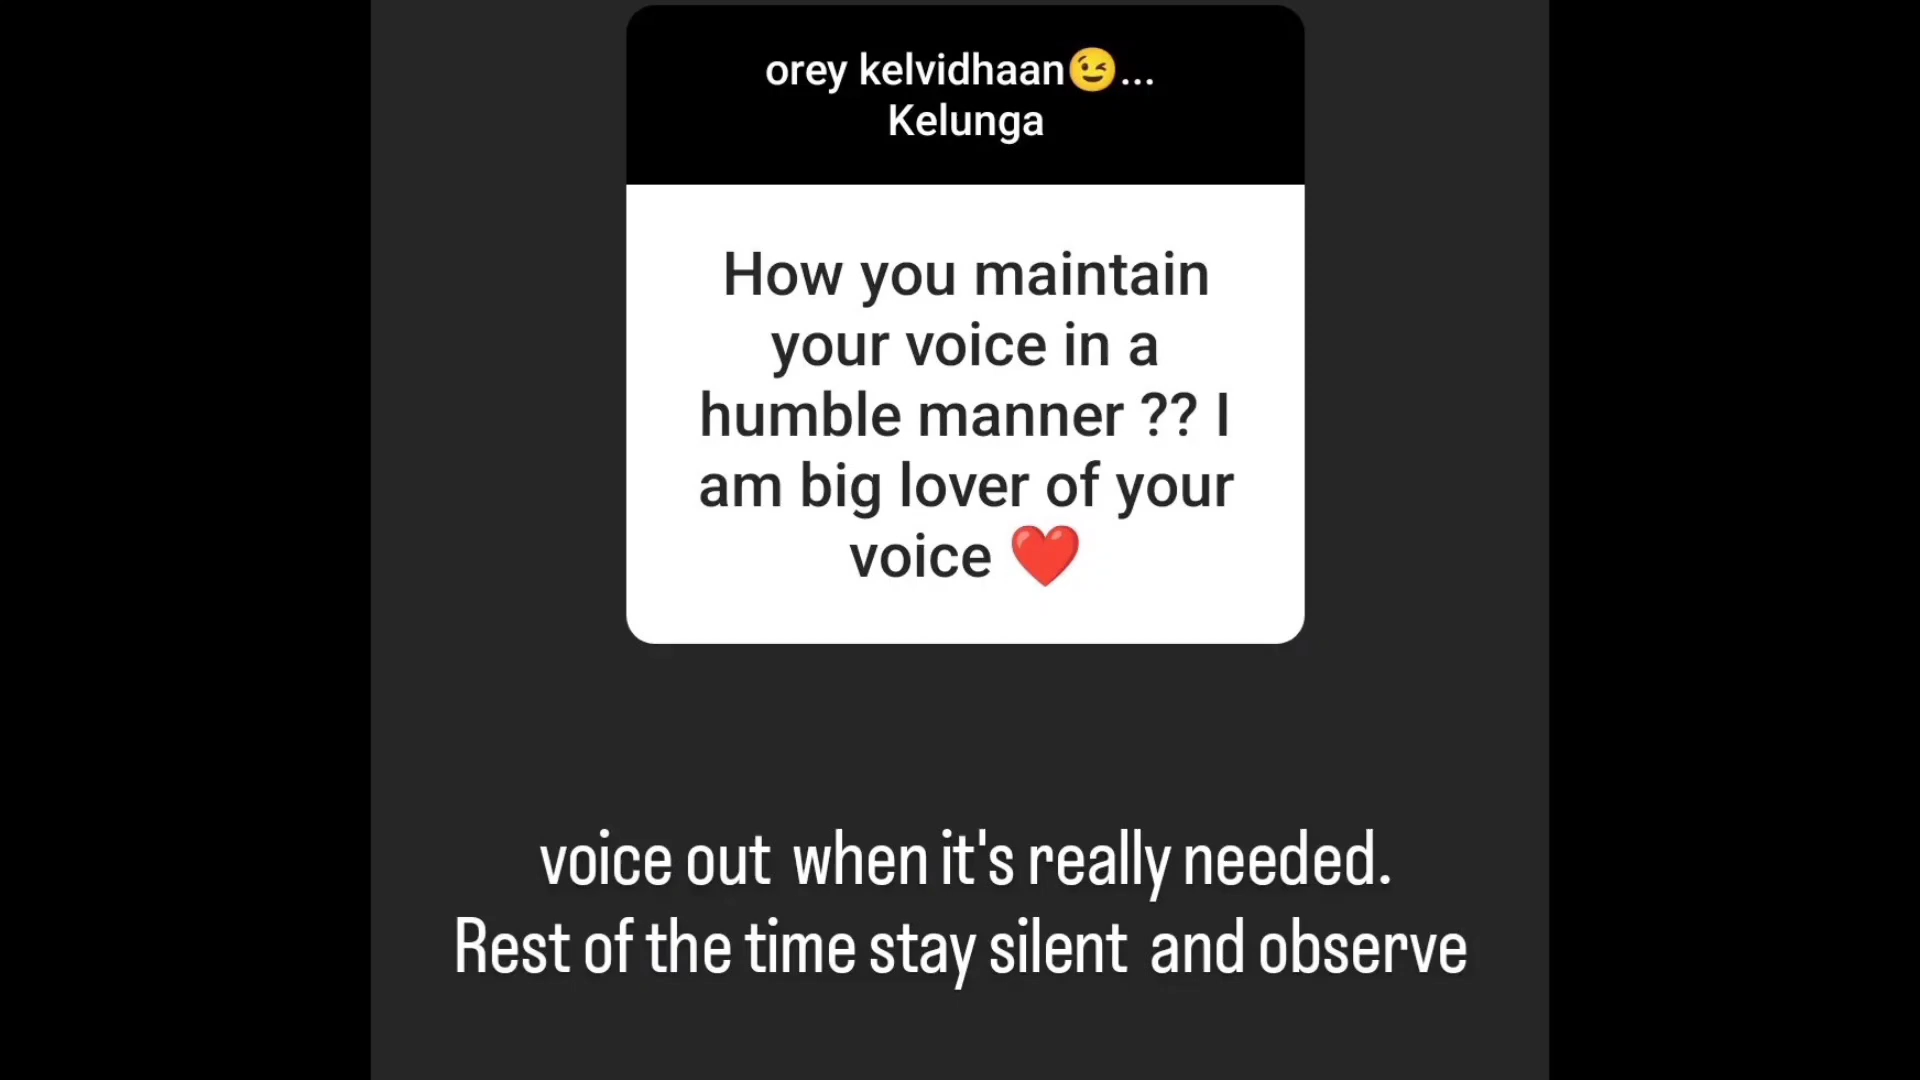 orey kelvidhaan😉...
Kelunga
How you maintain
your voice in a
humble manner ?? I
am big lover of your
voice ❤️
voice out when it's really needed.
Rest of the time stay silent and observe